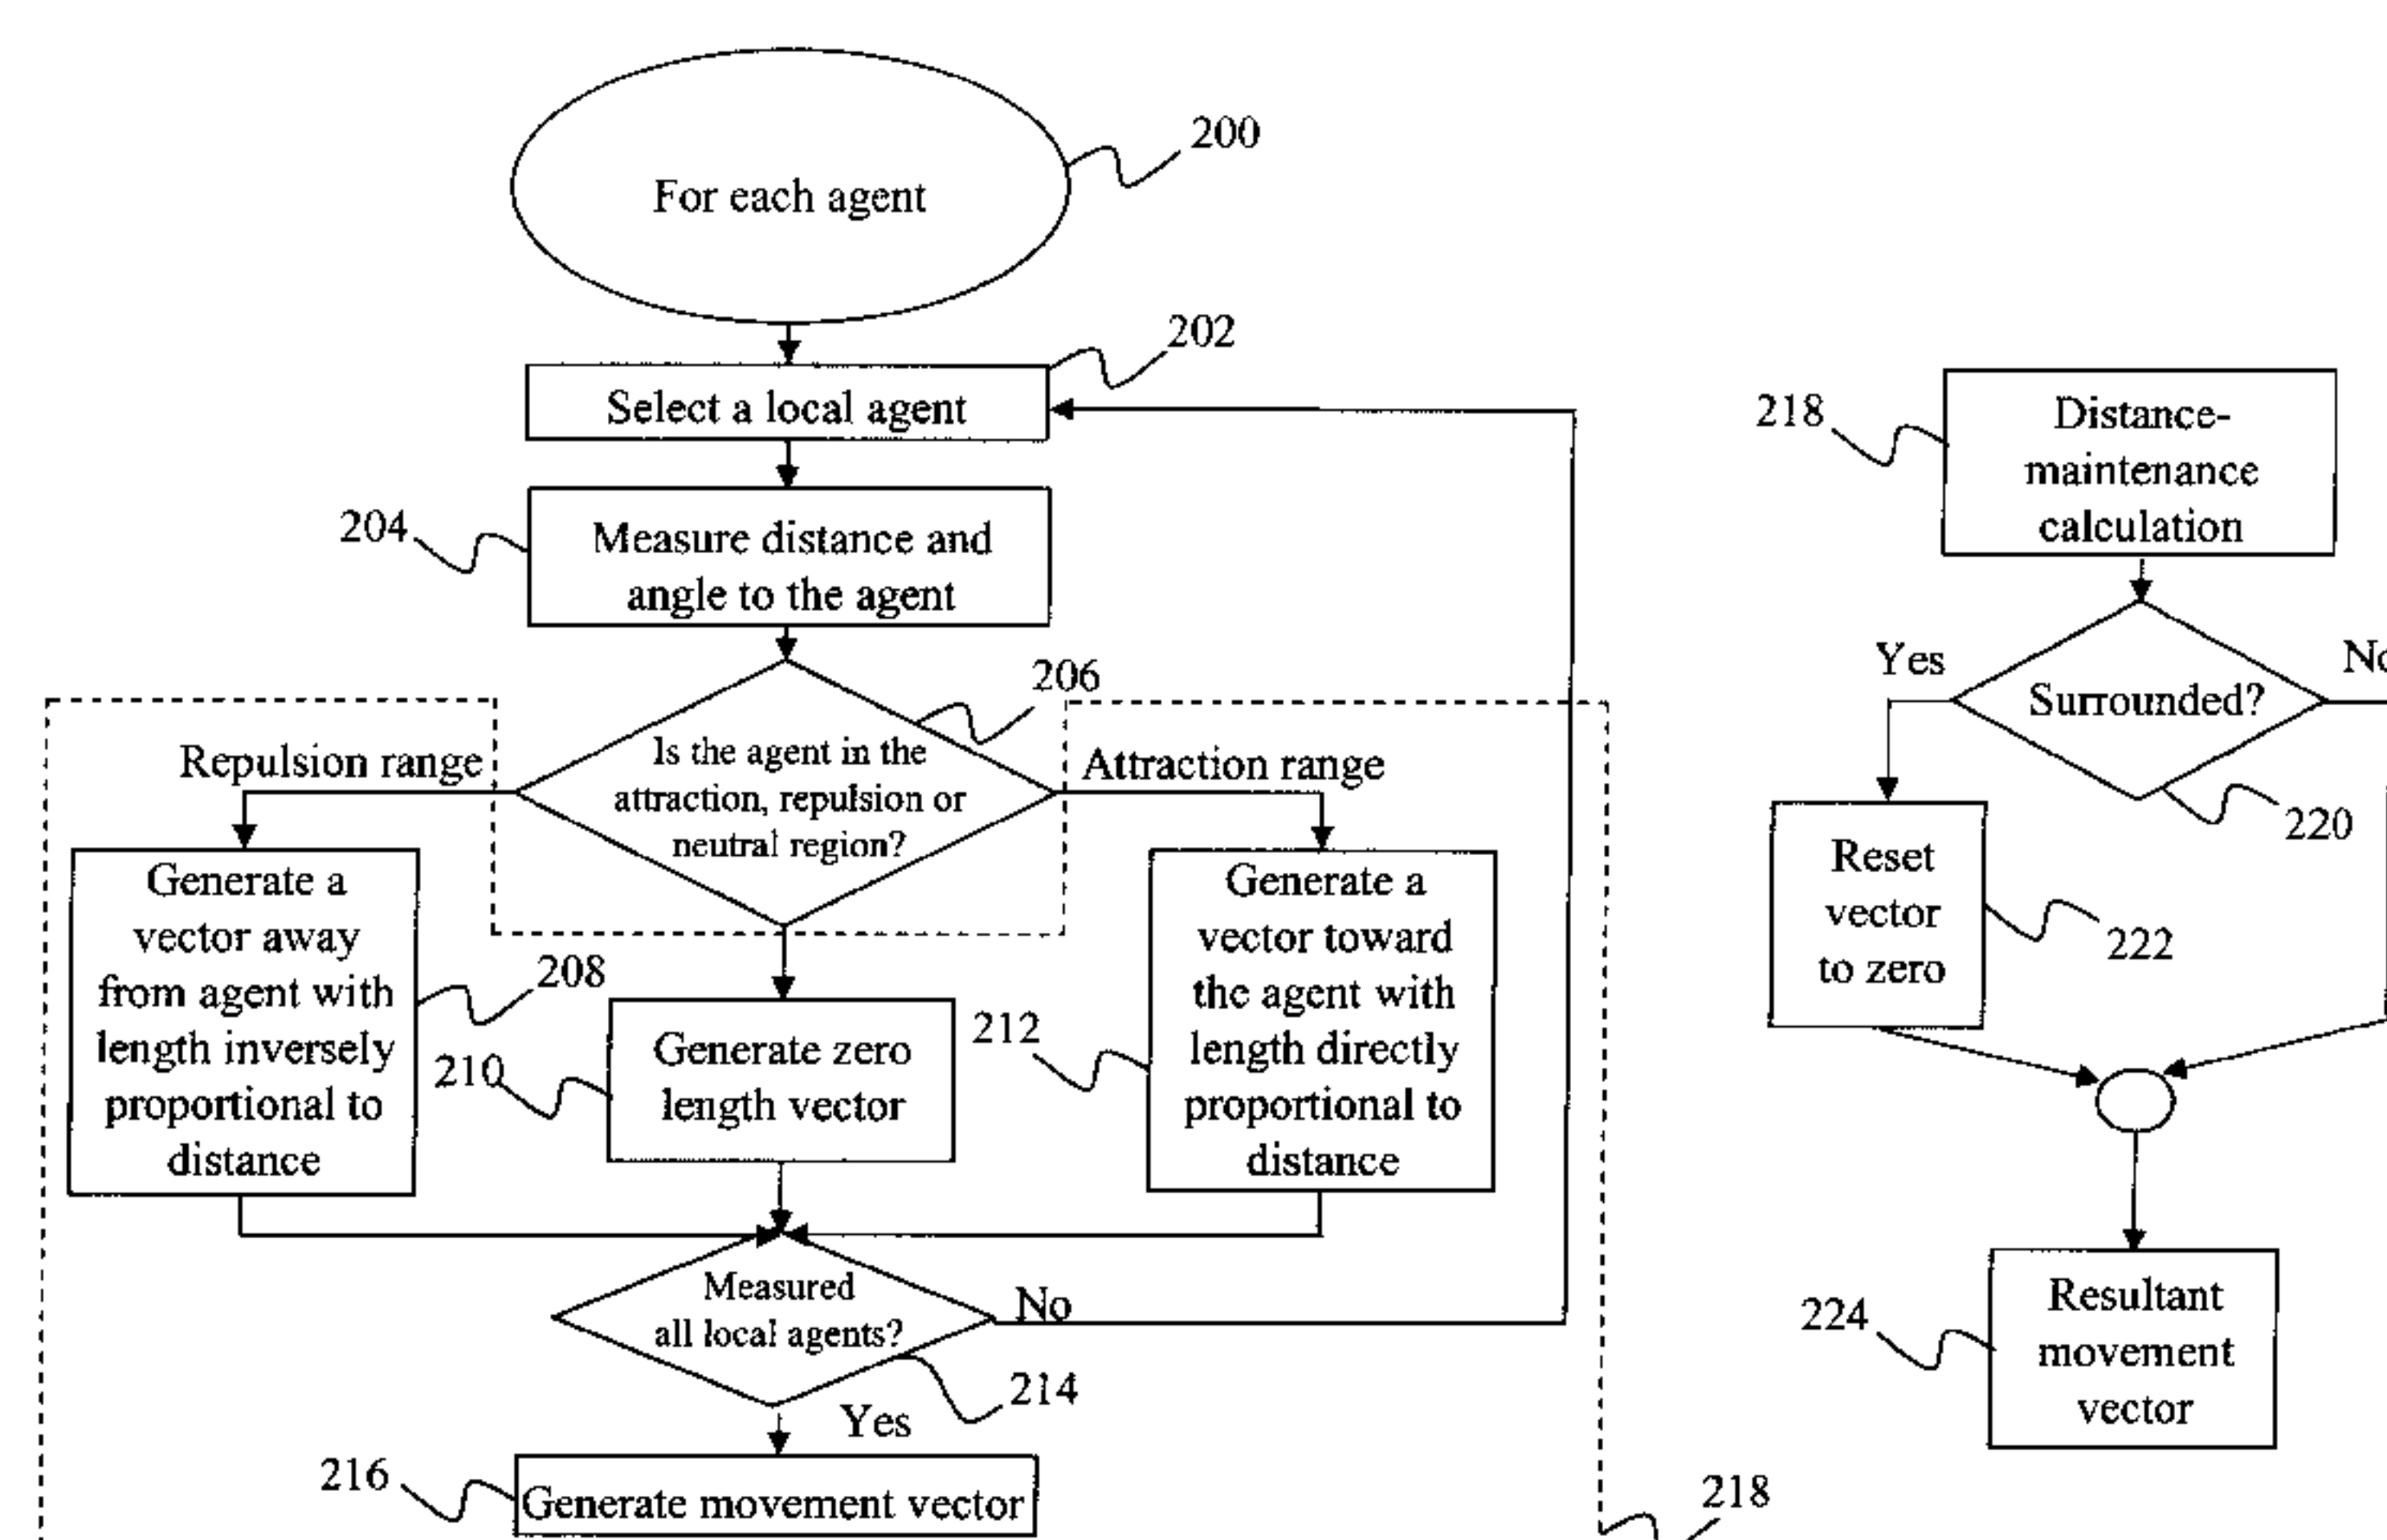 For each agent
200
Select a local agent
202
204
Measure distance and
angle to the agent
206
Is the agent in the
attraction, repulsion or
neutral region?
Repulsion range
Attraction range
Generate a
vector away
from agent with
length inversely
proportional to
distance
208
210
Generate zero
length vector
212
Generate a
vector toward
the agent with
length directly
proportional to
distance
Measured
all local agents?
No
214
Yes
216
Generate movement vector
218
218
Distance-
maintenance
calculation
Yes
Surrounded?
220
Reset
vector
to zero
222
224
Resultant
movement
vector